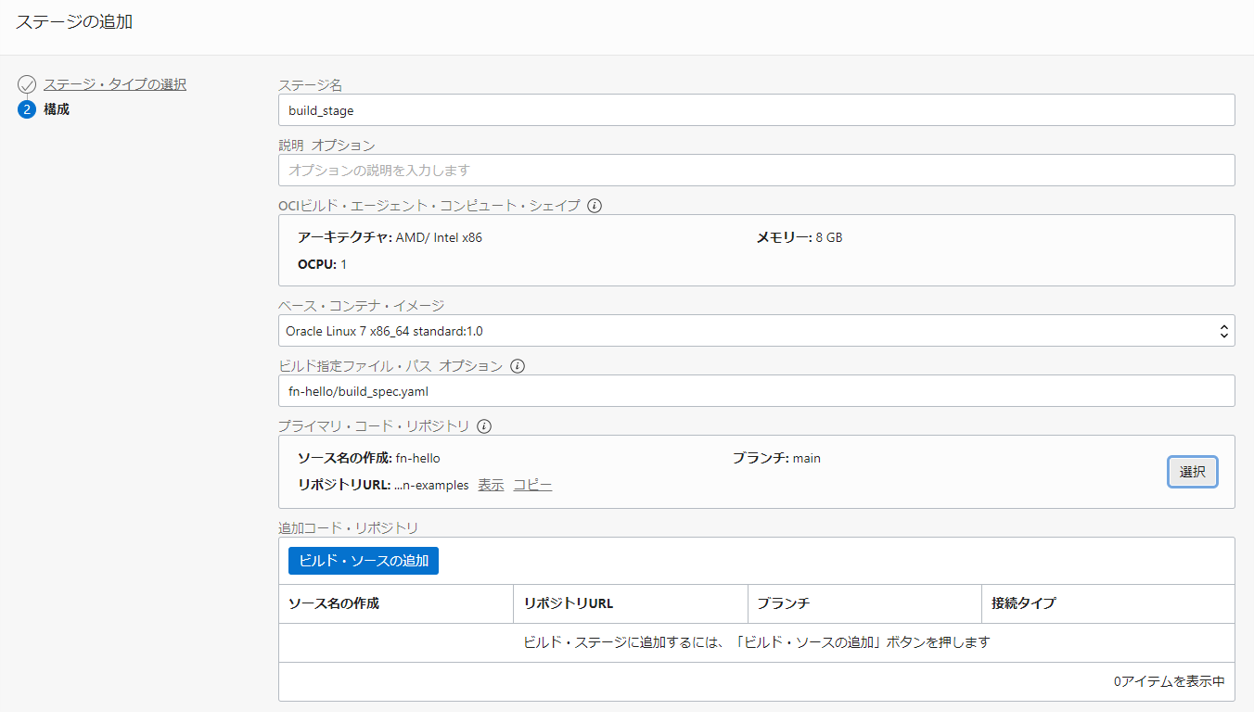 ステージの追加
ステージ・タイプの選択
2 構成
ステージ名
build_stage
説明 オプション
オプションの説明を入力します
OCIビルド・エージェント・コンピュート・シェイプ i
アーキテクチャ: AMD/ Intel x86 メモリー: 8 GB
OCPU: 1
ベース・コンテナ・イメージ
Oracle Linux 7 x86_64 standard:1.0
ビルド指定ファイル・パス オプション i
fn-hello/build_spec.yaml
プライマリ・コード・リポジトリ i
ソース名の作成: fn-hello ブランチ: main
リポジトリURL: ...n-examples 表示 コピー
選択
追加コード・リポジトリ
ビルド・ソースの追加
ソース名の作成 リポジトリURL ブランチ 接続タイプ
ビルド・ステージに追加するには、「ビルド・ソースの追加」ボタンを押します
0アイテムを表示中